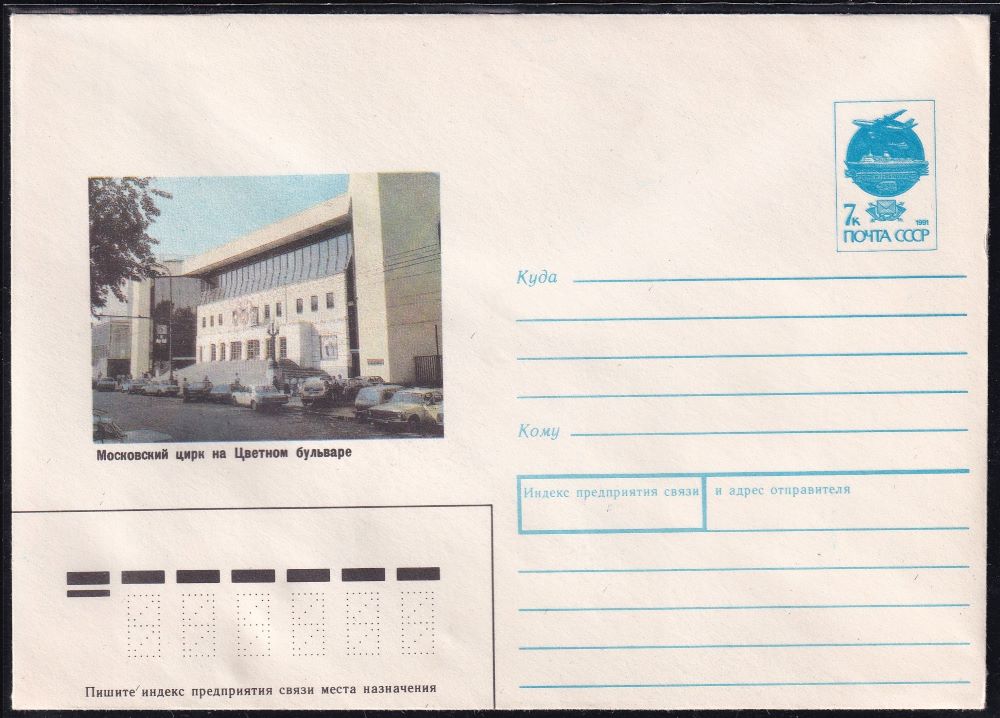 7к
1991
ПОЧТА СССР
Московский цирк на Цветном бульваре
Куда
Кому
Индекс предприятия связи и адрес отправителя
Пишите индекс предприятия связи места назначения